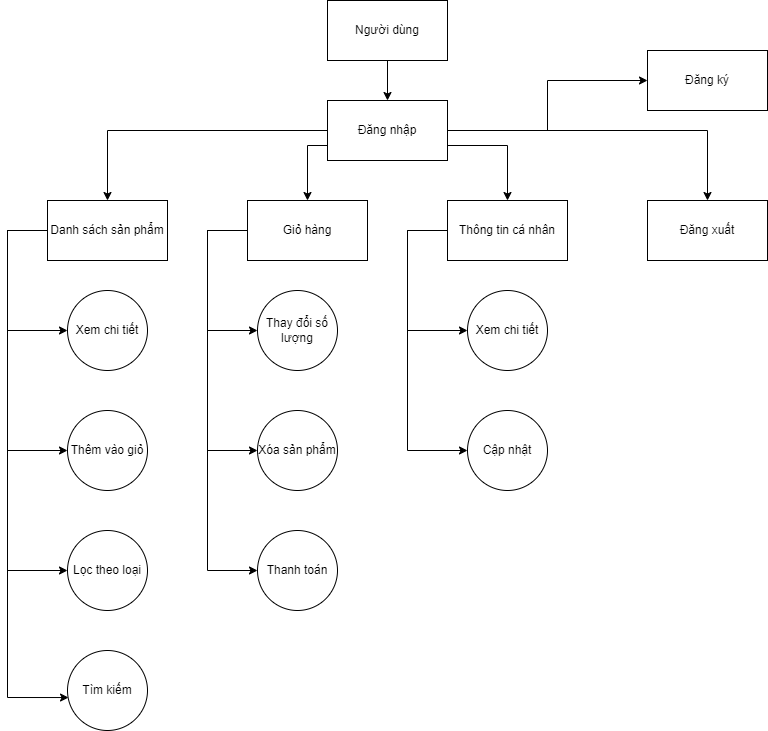 Người dùng
Đăng ký
Đăng nhập
Danh sách sản phẩm
Giỏ hàng
Thông tin cá nhân
Đăng xuất
Xem chi tiết
Thay đổi số
lượng
Xem chi tiết
Thêm vào giỏ
Xóa sản phẩm
Cập nhật
Lọc theo loại
Thanh toán
Tìm kiếm